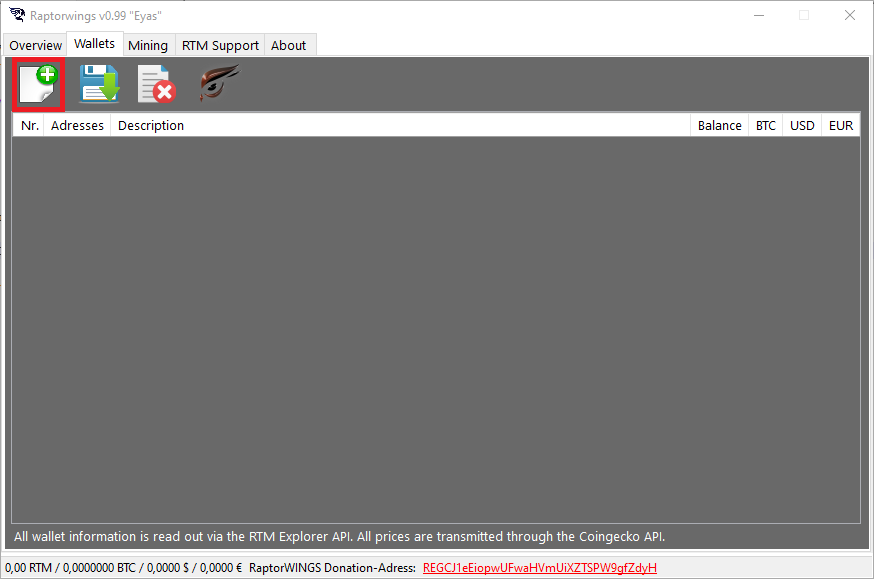 Raptorwings v0.99 "Eyas"
Overview Wallets Mining RTM Support About
Nr. Adresses Description Balance BTC USD EUR
All wallet information is read out via the RTM Explorer API. All prices are transmitted through the Coingecko API.
0,00 RTM / 0,0000000 BTC / 0,0000 $ / 0,0000 € RaptorWINGS Donation-Adress: REGCJ1eEiopwUFwaHVmUiXZTSPW9gfZdyH